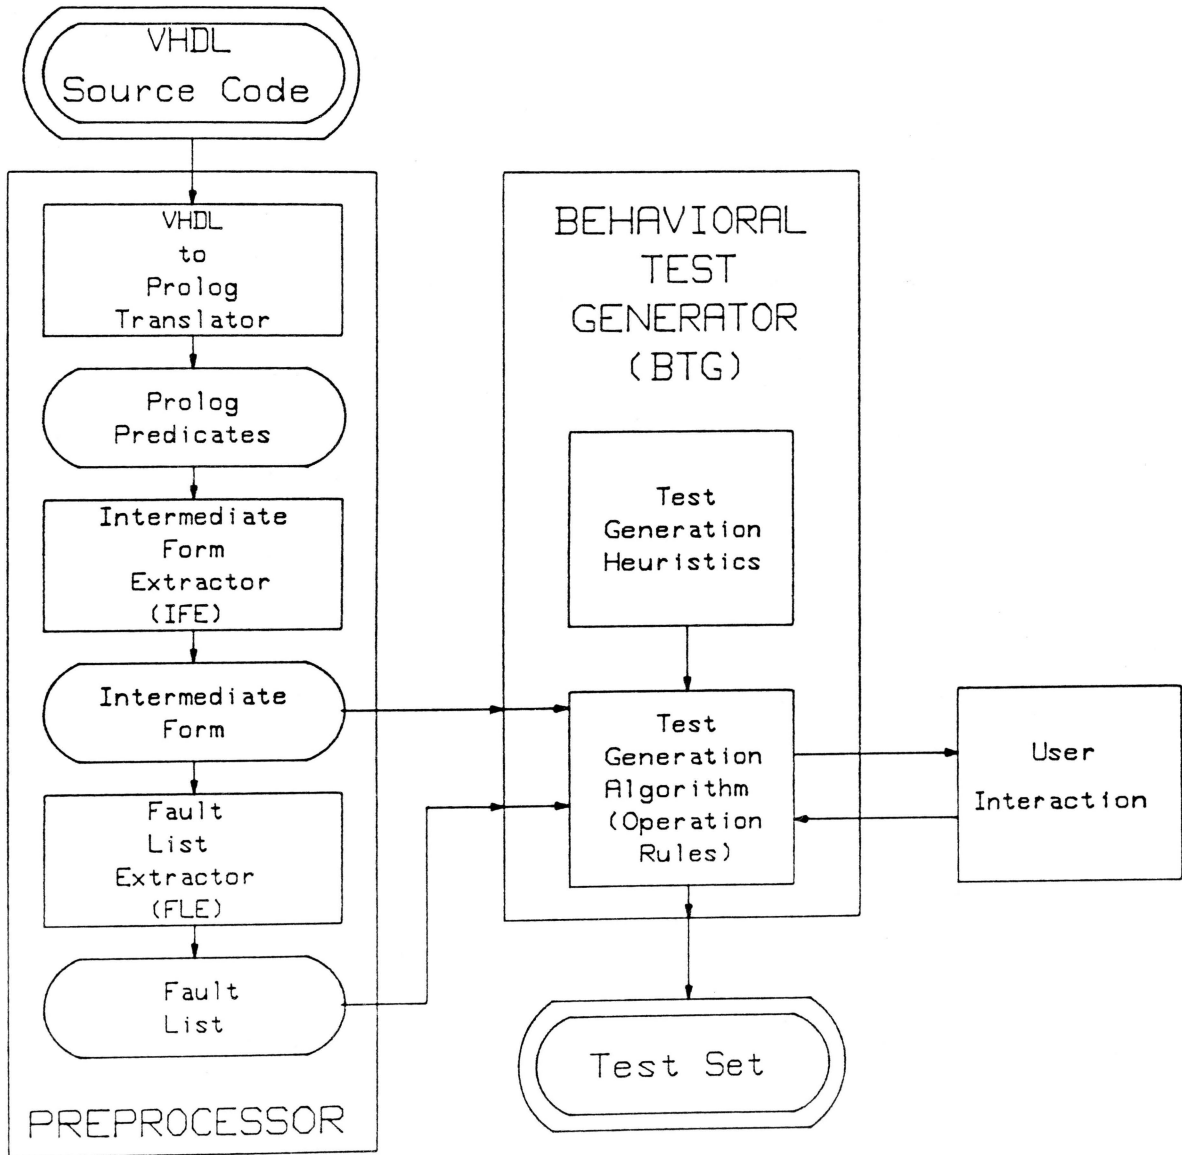 VHDL
Source Code
VHDL
to
Prolog
Translator
Prolog
Predicates
Intermediate
Form
Extractor
(IFE)
Intermediate
Form
Fault
List
Extractor
(FLE)
Fault
List
PREPROCESSOR
BEHAVIORAL
TEST
GENERATOR
(BTG)
Test
Generation
Heuristics
Test
Generation
Algorithm
(Operation
Rules)
User
Interaction
Test Set